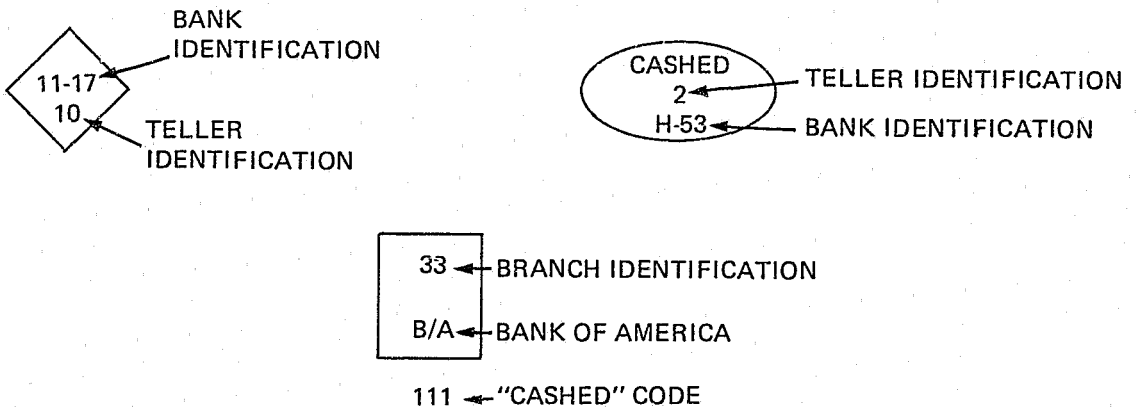 BANK
IDENTIFICATION
11-17
10
TELLER
IDENTIFICATION
CASHED
2
H-53
TELLER IDENTIFICATION
BANK IDENTIFICATION
33
BRANCH IDENTIFICATION
B/A
BANK OF AMERICA
111
"CASHED" CODE